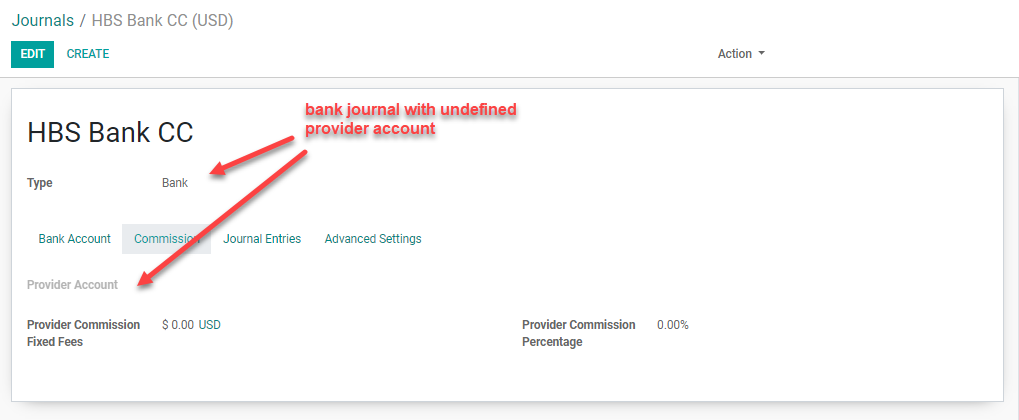 Journals / HBS Bank CC (USD)
EDIT CREATE Action
bank journal with undefined
provider account
HBS Bank CC
Type Bank
Bank Account Commission Journal Entries Advanced Settings
Provider Account
Provider Commission $ 0.00 USD Provider Commission 0.00%
Fixed Fees Percentage